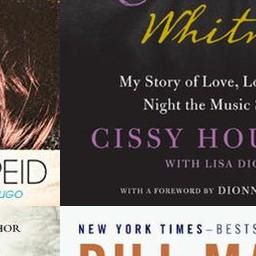 Whitn
My Story of Love, Lo
Night the Music
CISSY HOU
WITH LISA DIC
WITH A FOREWORD BY DIONN
EID
UGO
HOR
NEW YORK TIMES–BESTS